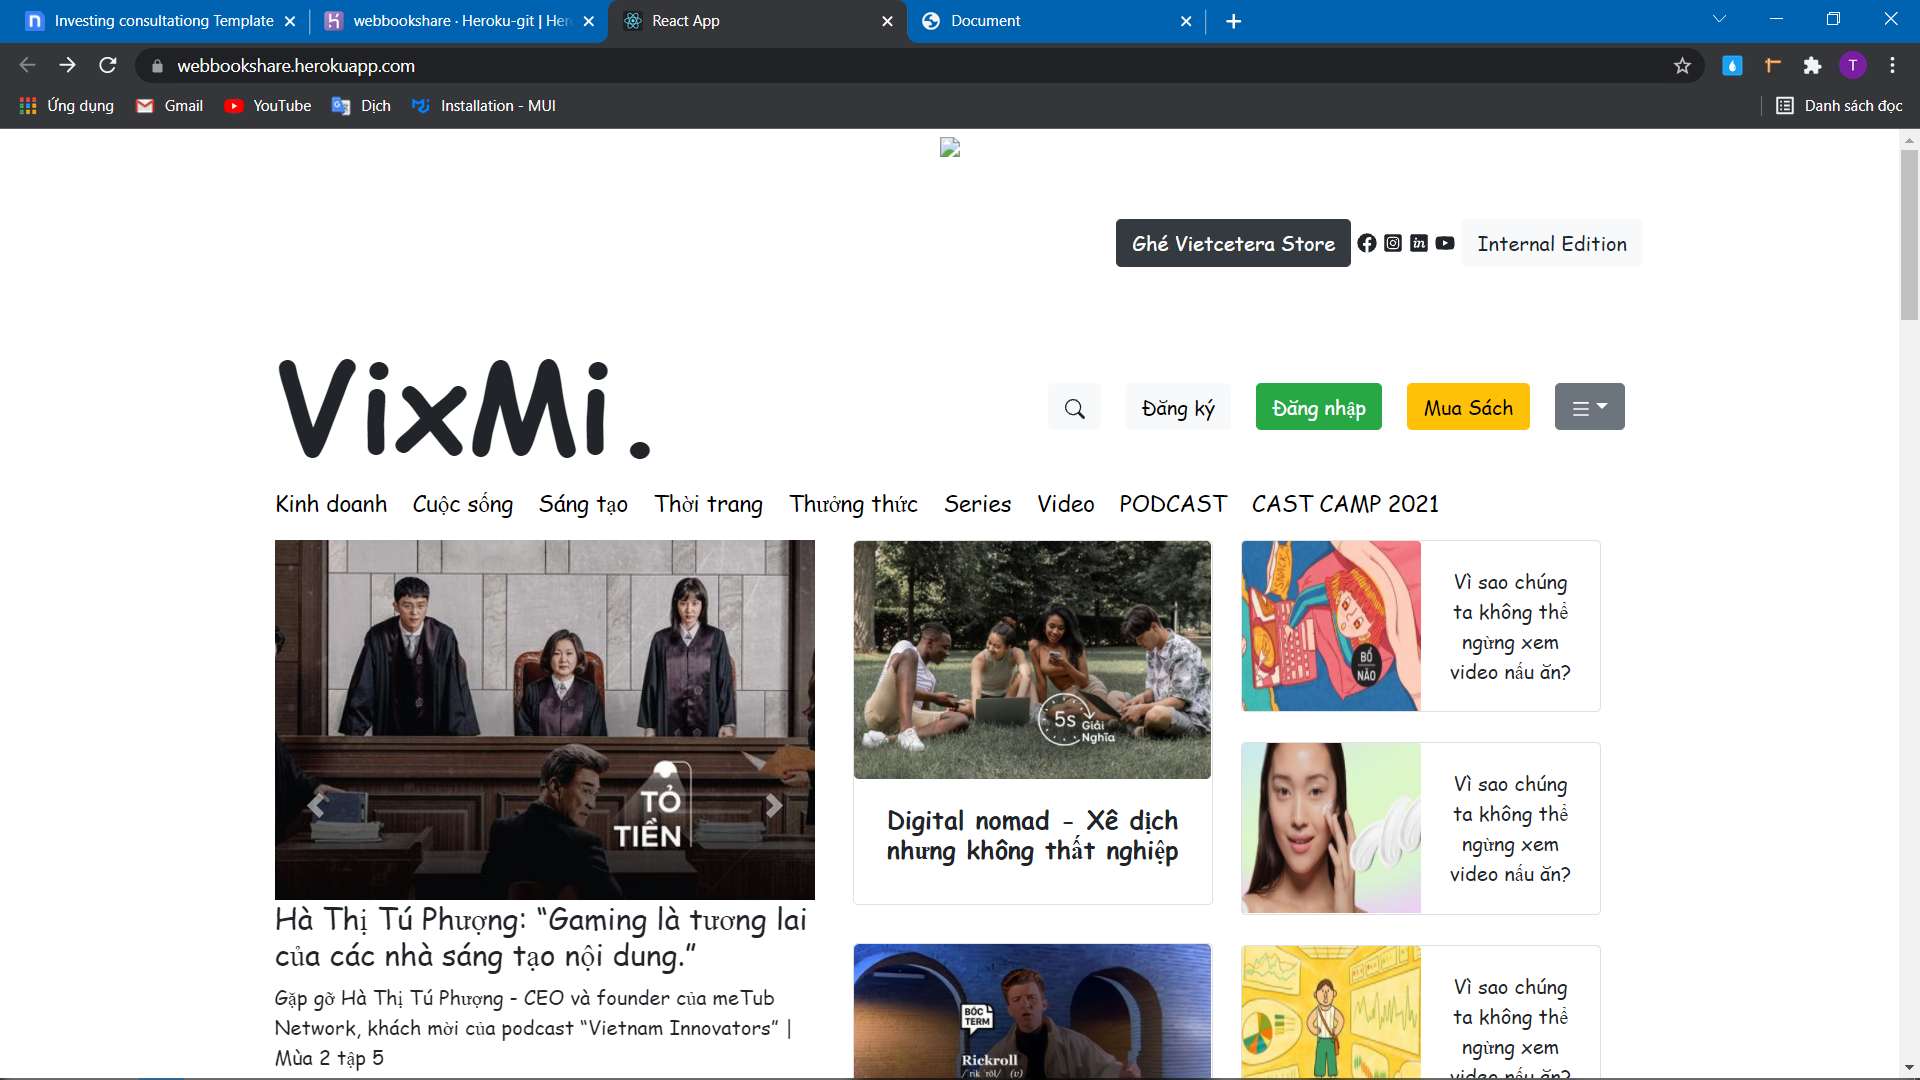 Investing consultationg Template
webbookshare · Heroku-git | Her
React App
Document
webbookshare.herokuapp.com
T
Ứng dụng
Gmail
YouTube
Dịch
Installation - MUI
Danh sách đọc
Ghé Vietcetera Store
Internal Edition
VixMi.
Đăng ký
Đăng nhập
Mua Sách
Kinh doanh
Cuộc sống
Sáng tạo
Thời trang
Thưởng thức
Series
Video
PODCAST
CAST CAMP 2021
TỎ
TIỀN
Hà Thị Tú Phượng: “Gaming là tương lai
của các nhà sáng tạo nội dung.”
Gặp gỡ Hà Thị Tú Phượng - CEO và founder của meTub
Network, khách mời của podcast “Vietnam Innovators” |
Mùa 2 tập 5
5s Giải
Nghĩa
Digital nomad - Xê dịch
nhưng không thất nghiệp
BÓC
TERM
Rickroll
/ˈrikˌrōl/ (v)
SNACK
BỔ
NÃO
Vì sao chúng
ta không thể
ngừng xem
video nấu ăn?
Vì sao chúng
ta không thể
ngừng xem
video nấu ăn?
Vì sao chúng
ta không thể
ngừng xem
video nấu ăn?